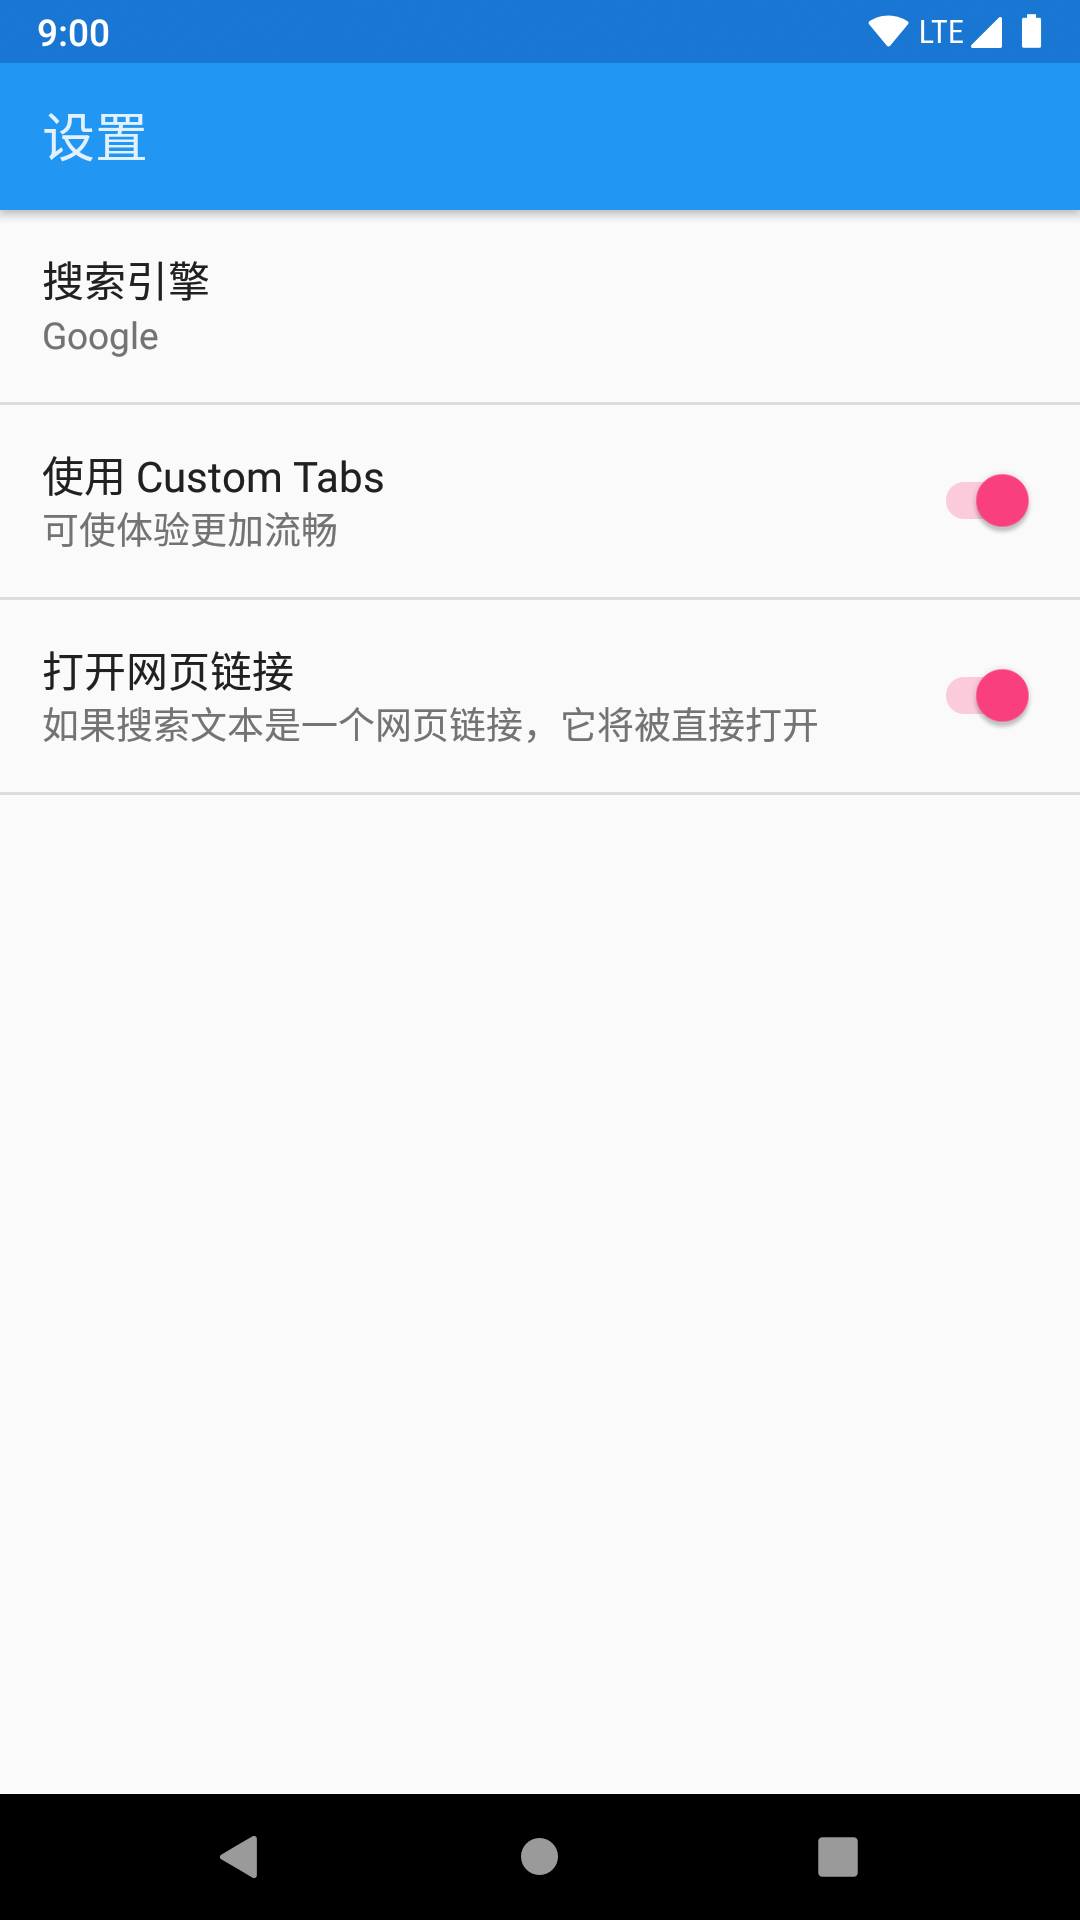 9:00
LTE
设置
搜索引擎
Google
使用 Custom Tabs
可使体验更加流畅
打开网页链接
如果搜索文本是一个网页链接，它将被直接打开